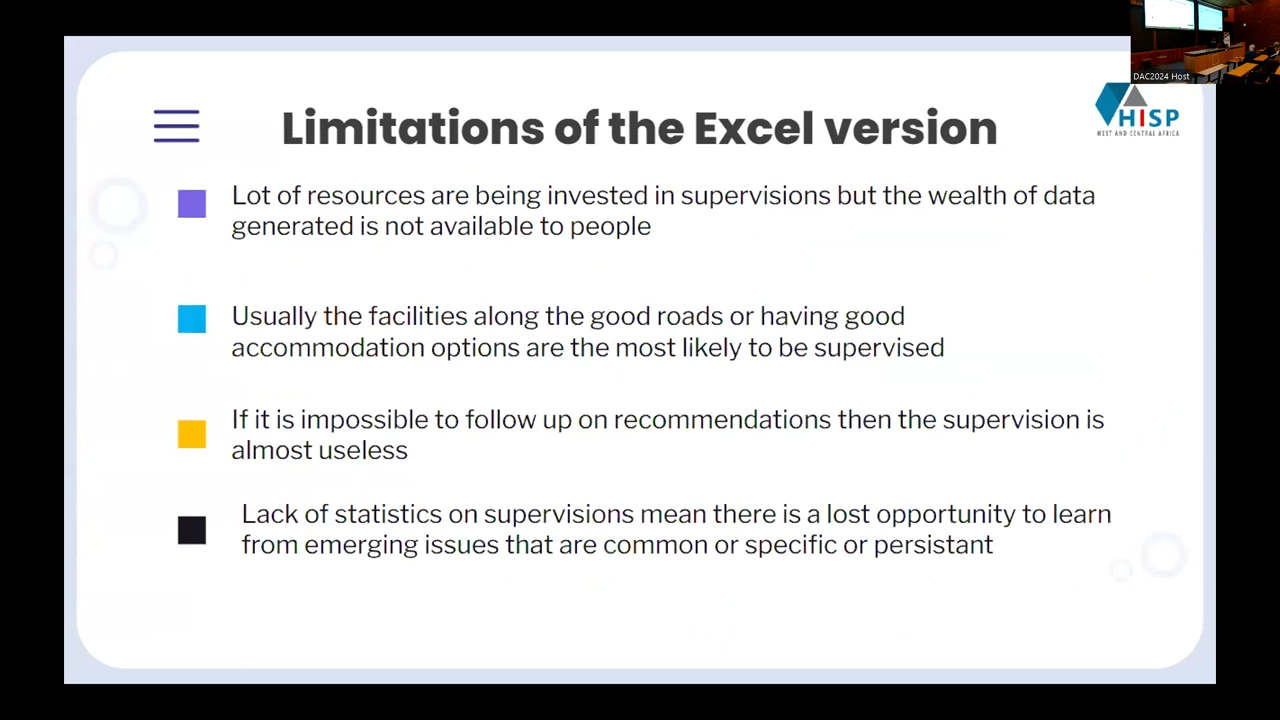 DAC2024 Host
Limitations of the Excel version
HISP
WEST AND CENTRAL AFRICA
Lot of resources are being invested in supervisions but the wealth of data
generated is not available to people
Usually the facilities along the good roads or having good
accommodation options are the most likely to be supervised
If it is impossible to follow up on recommendations then the supervision is
almost useless
Lack of statistics on supervisions mean there is a lost opportunity to learn
from emerging issues that are common or specific or persistant